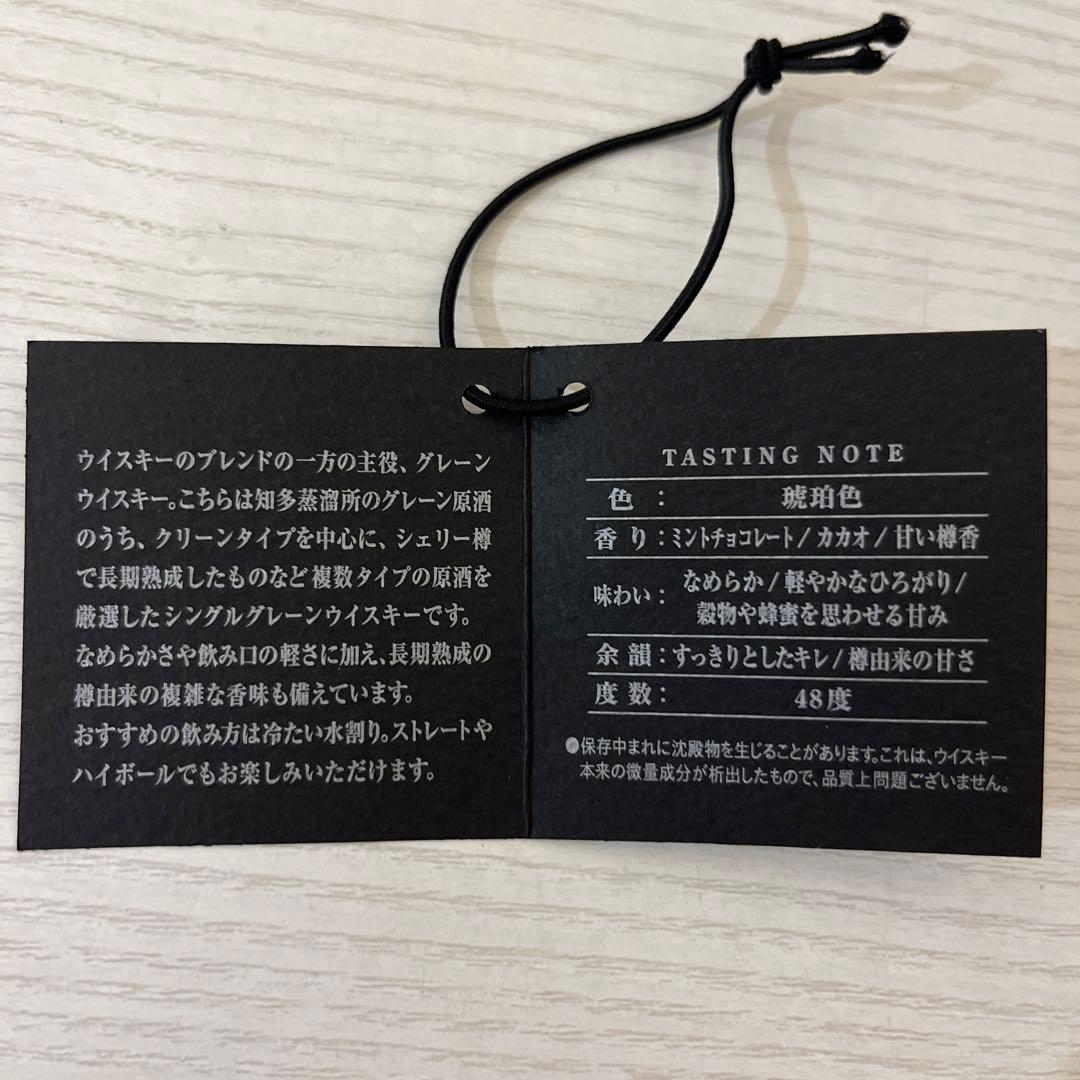 ウイスキーのブレンドの一方の主役、グレーン
ウイスキー。こちらは知多蒸溜所のグレーン原酒
のうち、クリーンタイプを中心に、シェリー樽
で長期熟成したものなど複数タイプの原酒を
厳選したシングルグレーンウイスキーです。
なめらかさや飲み口の軽さに加え、長期熟成の
樽由来の複雑な香味も備えています。
おすすめの飲み方は冷たい水割り。ストレートや
ハイボールでもお楽しみいただけます。
TASTING NOTE
色：琥珀色
香り：ミントチョコレート/カカオ/甘い樽香
味わい：なめらか/軽やかなひろがり/
穀物や蜂蜜を思わせる甘み
余韻：すっきりとしたキレ/樽由来の甘さ
度数：48度
●保存中まれに沈殿物を生じることがあります。これは、ウイスキー
本来の微量成分が析出したもので、品質上問題ございません。